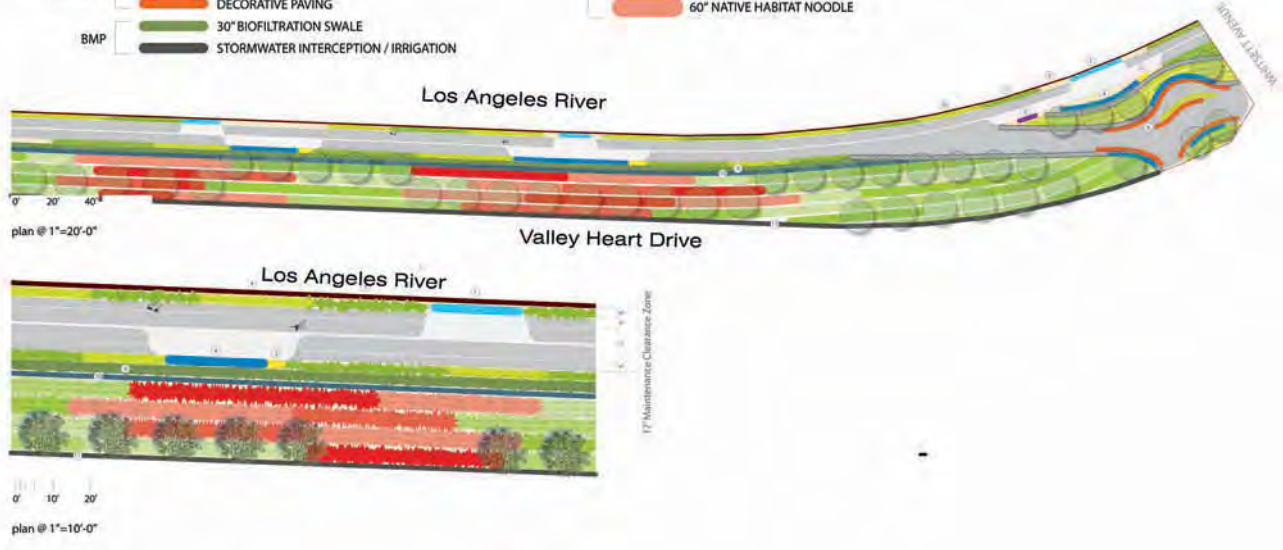 DECORATIVE PAVING
60" NATIVE HABITAT NOODLE
BMP
30" BIOFILTRATION SWALE
STORMWATER INTERCEPTION / IRRIGATION
WHITSETT AVENUE
Los Angeles River
0' 20' 40'
plan @ 1"=20'-0"
Valley Heart Drive
Los Angeles River
17' Maintenance Clearance Zone
0' 10' 20'
plan @ 1"=10'-0"